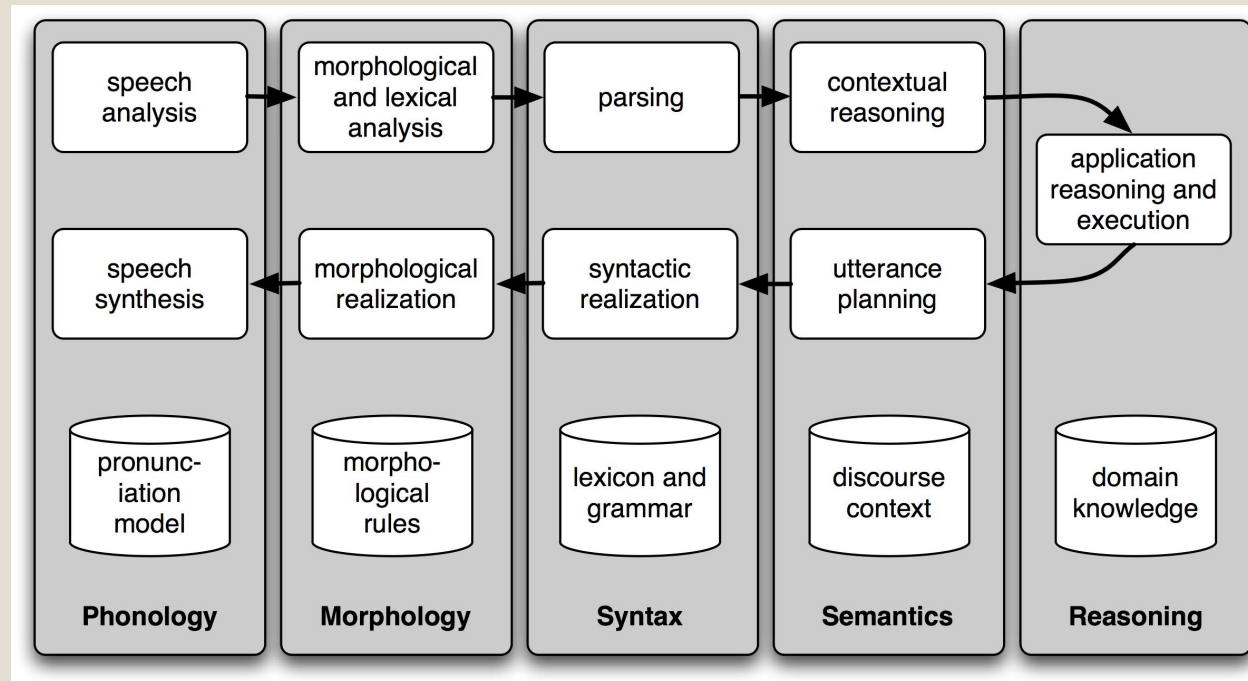 speech
analysis
morphological
and lexical
analysis
parsing
contextual
reasoning
application
reasoning and
execution
speech
synthesis
morphological
realization
syntactic
realization
utterance
planning
pronunc-
iation
model
morpho-
logical
rules
lexicon and
grammar
discourse
context
domain
knowledge
Phonology
Morphology
Syntax
Semantics
Reasoning